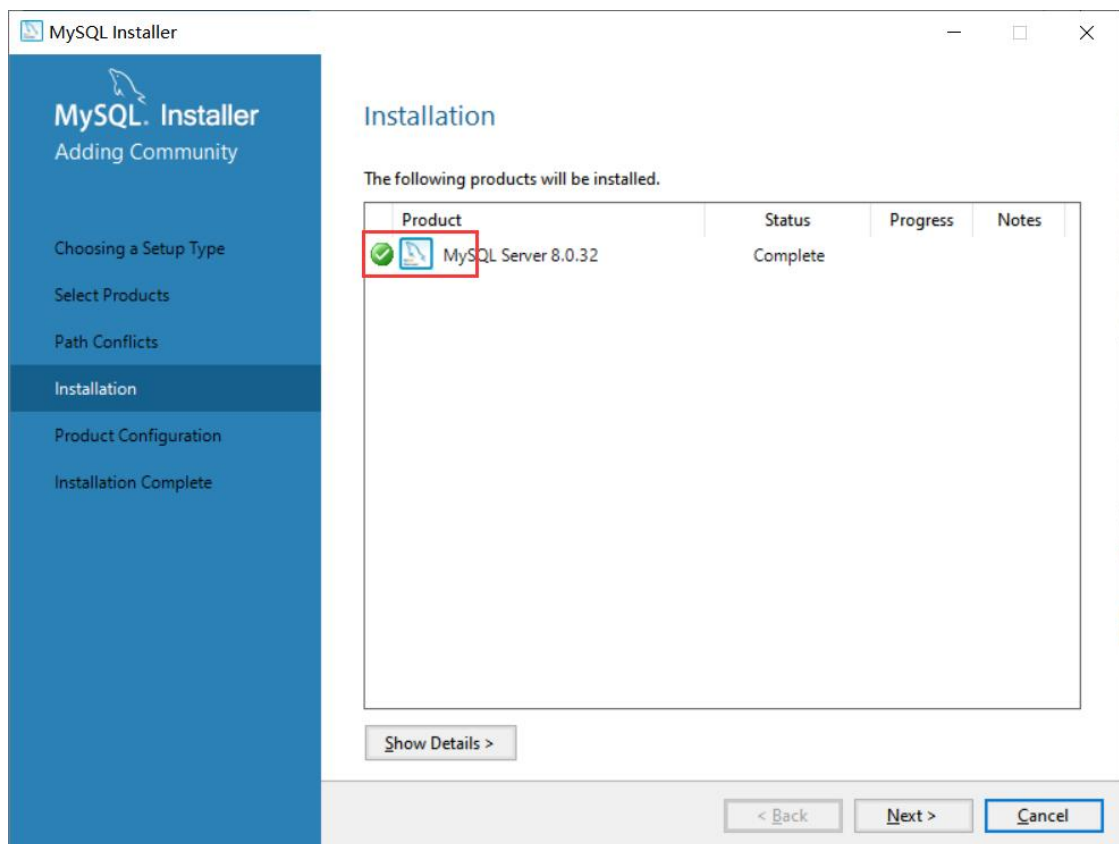 MySQL Installer
MySQL. Installer
Adding Community
Choosing a Setup Type
Select Products
Path Conflicts
Installation
Product Configuration
Installation Complete
Installation
The following products will be installed.
Product Status Progress Notes
MySQL Server 8.0.32 Complete
Show Details >
< Back Next > Cancel